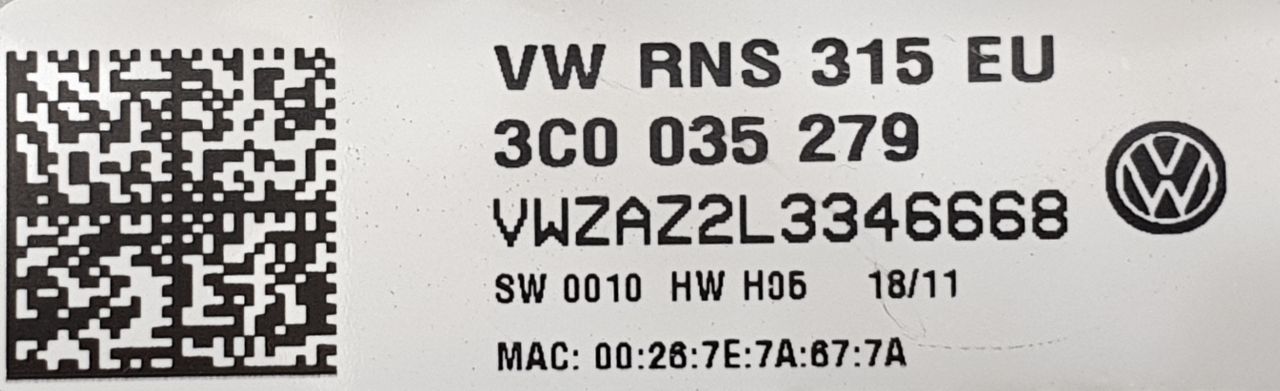 VW RNS 315 EU
3C0 035 279
VWZAZ2L3346668
SW 0010 HW H06 18/11
MAC: 00:26:7E:7A:67:7A